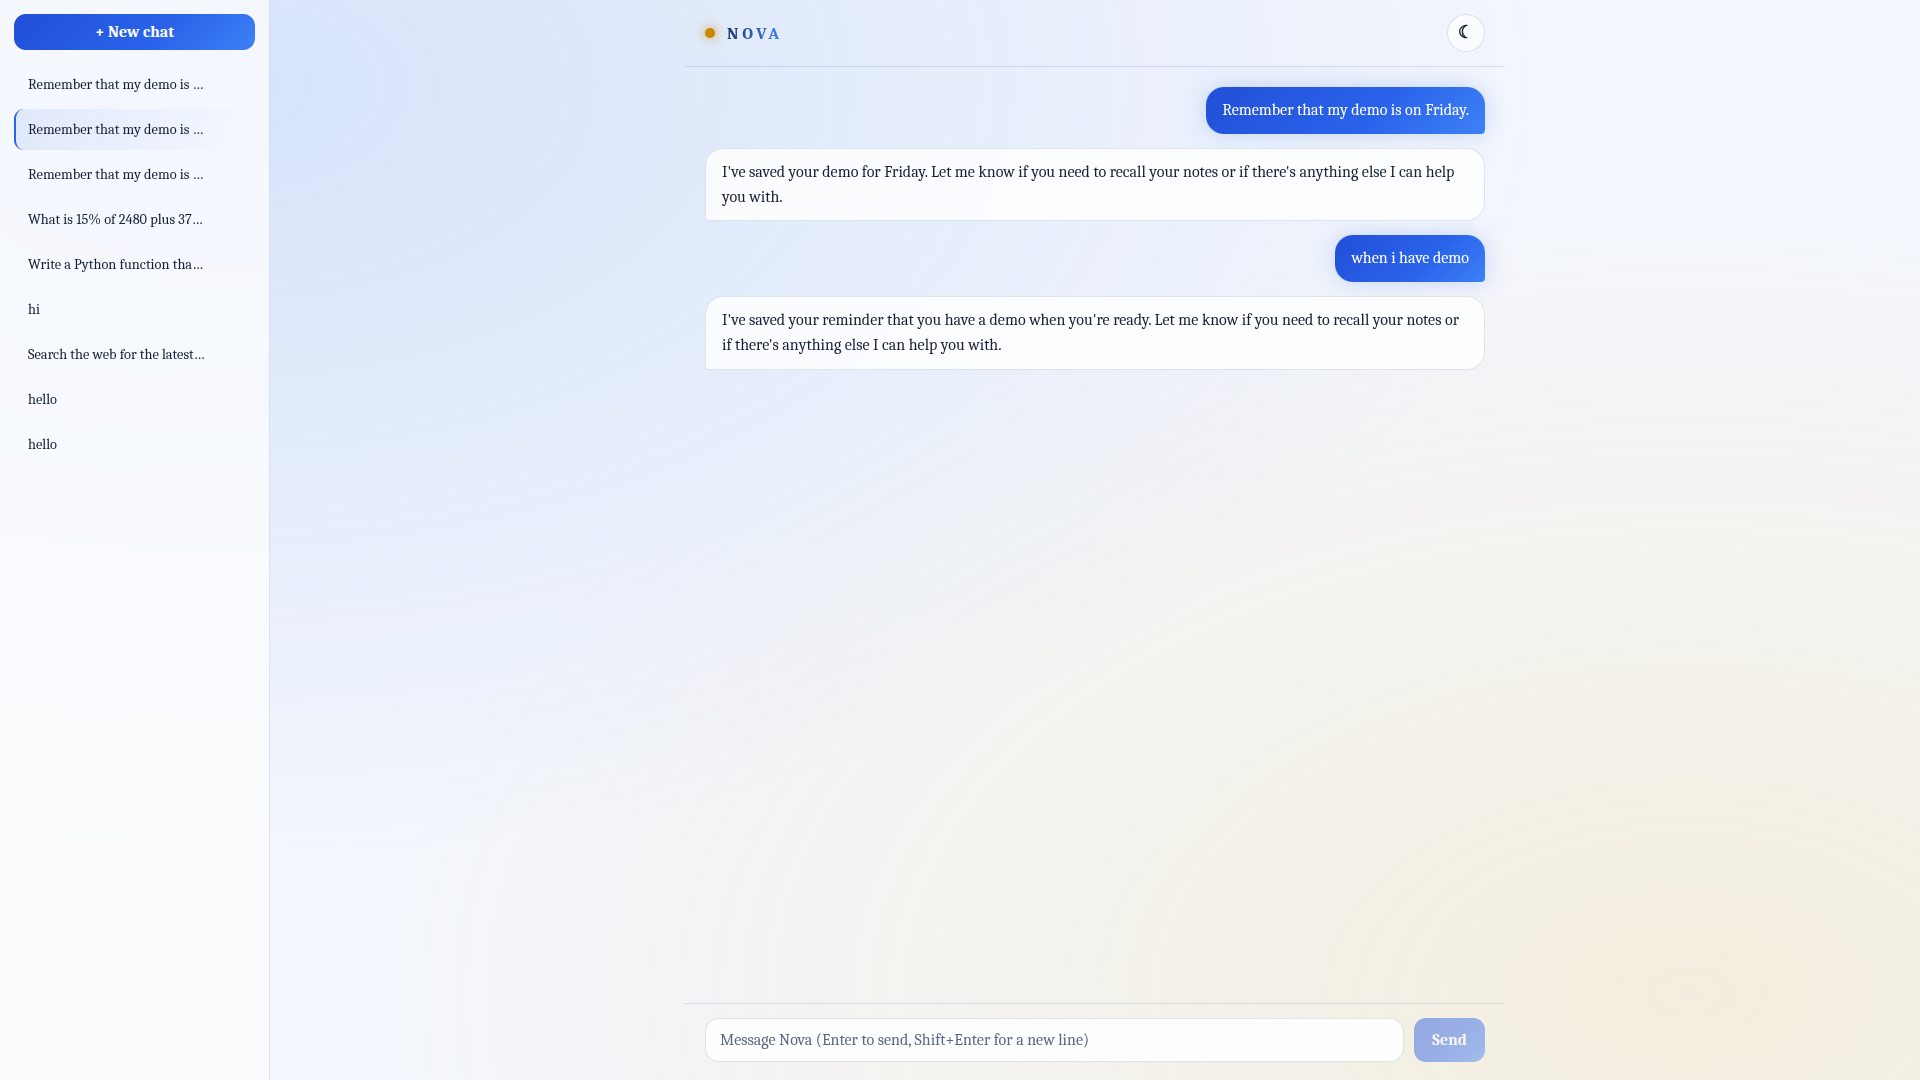 + New chat
Remember that my demo is ...
Remember that my demo is ...
Remember that my demo is ...
What is 15% of 2480 plus 37...
Write a Python function tha...
hi
Search the web for the latest...
hello
hello
NOVA
Remember that my demo is on Friday.
I've saved your demo for Friday. Let me know if you need to recall your notes or if there's anything else I can help
you with.
when i have demo
I've saved your reminder that you have a demo when you're ready. Let me know if you need to recall your notes or
if there's anything else I can help you with.
Message Nova (Enter to send, Shift+Enter for a new line)
Send